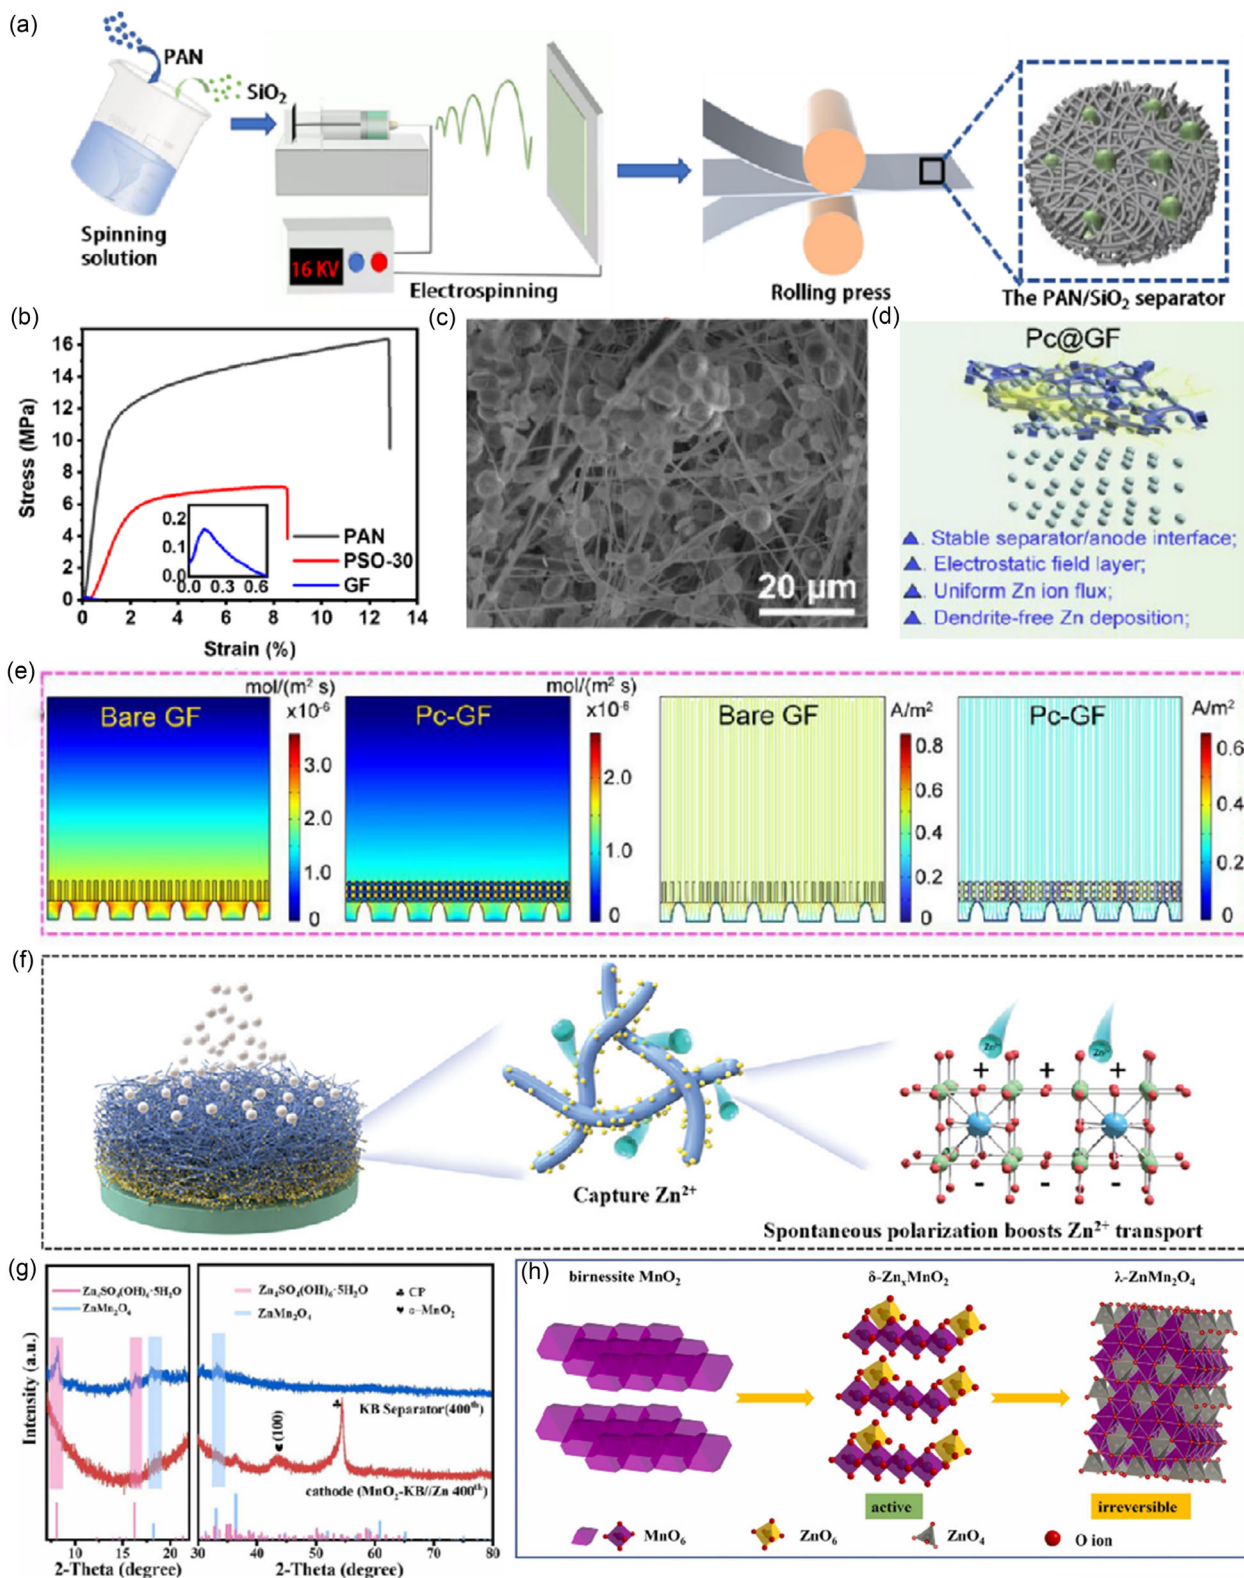 (a)
PAN
SiO₂
Spinning
solution
16 KV
Electrospinning
Rolling press
The PAN/SiO₂ separator
(b)
Stress (MPa)
16
14
12
10
8
6
4
2
0
0.2
0.1
0.0
0.0 0.3 0.6
PAN
PSO-30
GF
0 2 4 6 8 10 12 14
Strain (%)
(c)
20 µm
(d)
Pc@GF
Stable separator/anode interface;
Electrostatic field layer;
Uniform Zn ion flux;
Dendrite-free Zn deposition;
(e)
mol/(m² s)
x10⁻⁶
Bare GF
3.0
2.0
1.0
0
mol/(m² s)
x10⁻⁶
Pc-GF
2.0
1.0
0
A/m²
Bare GF
0.8
0.6
0.4
0.2
0
A/m²
Pc-GF
0.6
0.4
0.2
0
(f)
Capture Zn²⁺
+ + +
- - -
Spontaneous polarization boosts Zn²⁺ transport
(g)
Intensity (a.u.)
Zn₄SO₄(OH)₆·5H₂O
ZnMn₂O₄
Zn₄SO₄(OH)₆·5H₂O
ZnMn₂O₄
♣ CP
♥ α-MnO₂
KB Separator(400ᵗʰ)
♣
♥(100)
cathode (MnO₂-KB//Zn 400ᵗʰ)
10 15 20
30 40 50 60 70 80
2-Theta (degree)
2-Theta (degree)
(h)
birnessite MnO₂
δ-ZnₓMnO₂
λ-ZnMn₂O₄
active
irreversible
MnO₆
ZnO₆
ZnO₄
O ion